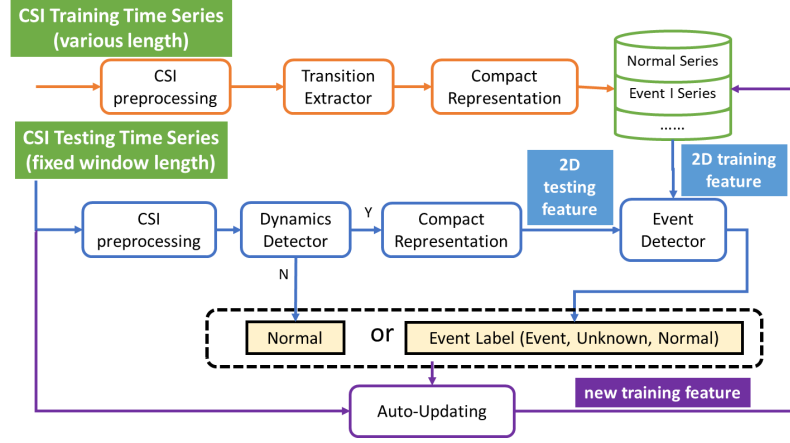 CSI Training Time Series
(various length)
CSI
preprocessing
Transition
Extractor
Compact
Representation
Normal Series
Event I Series
......
CSI Testing Time Series
(fixed window length)
2D
testing
feature
2D training
feature
CSI
preprocessing
Dynamics
Detector
Y
Compact
Representation
Event
Detector
N
Normal
or
Event Label (Event, Unknown, Normal)
Auto-Updating
new training feature